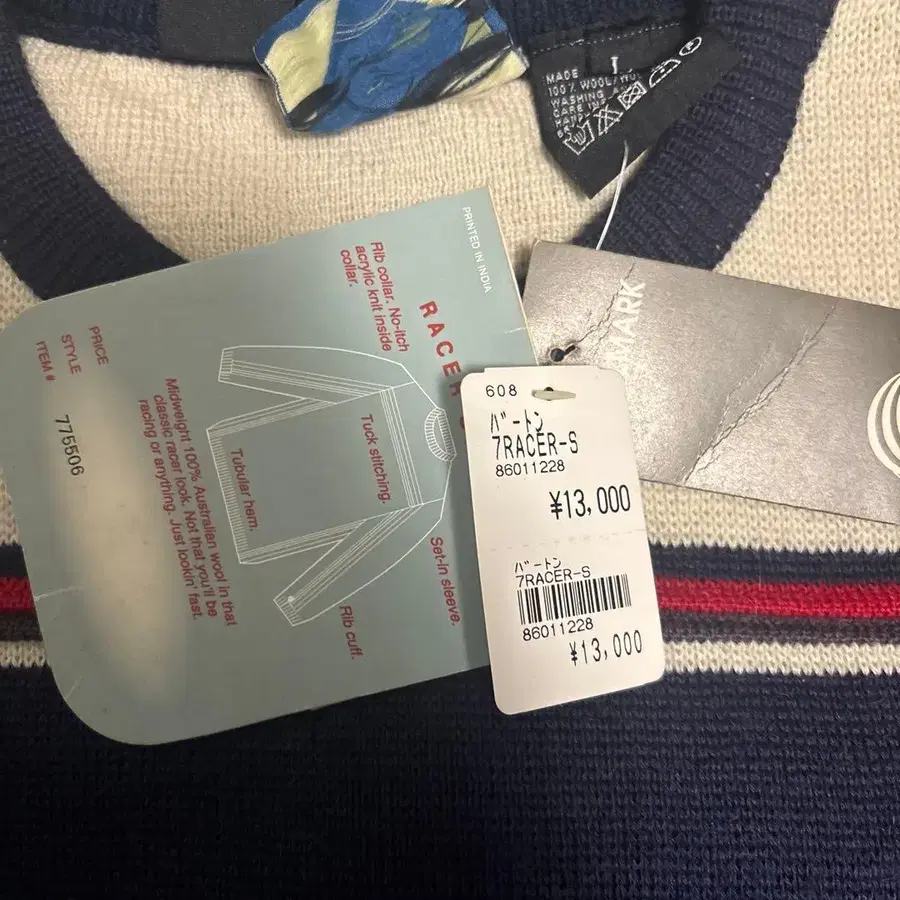 MADE I
100% WOOL/WO
WASHING
CARE IN
PRINTED IN INDIA
RACER
Rib collar. No-itch
acrylic knit inside
collar.
Tuck stitching.
Set-in sleeve.
Tubular hem.
Rib cuff.
Midweight 100% Australian wool in that
classic racer look. Not that you'll be
racing or anything. Just lookin' fast.
PRICE
STYLE
ITEM #
775506
MARK
608
バートン
7RACER-S
86011228
¥13,000
バートン
7RACER-S
86011228
¥13,000